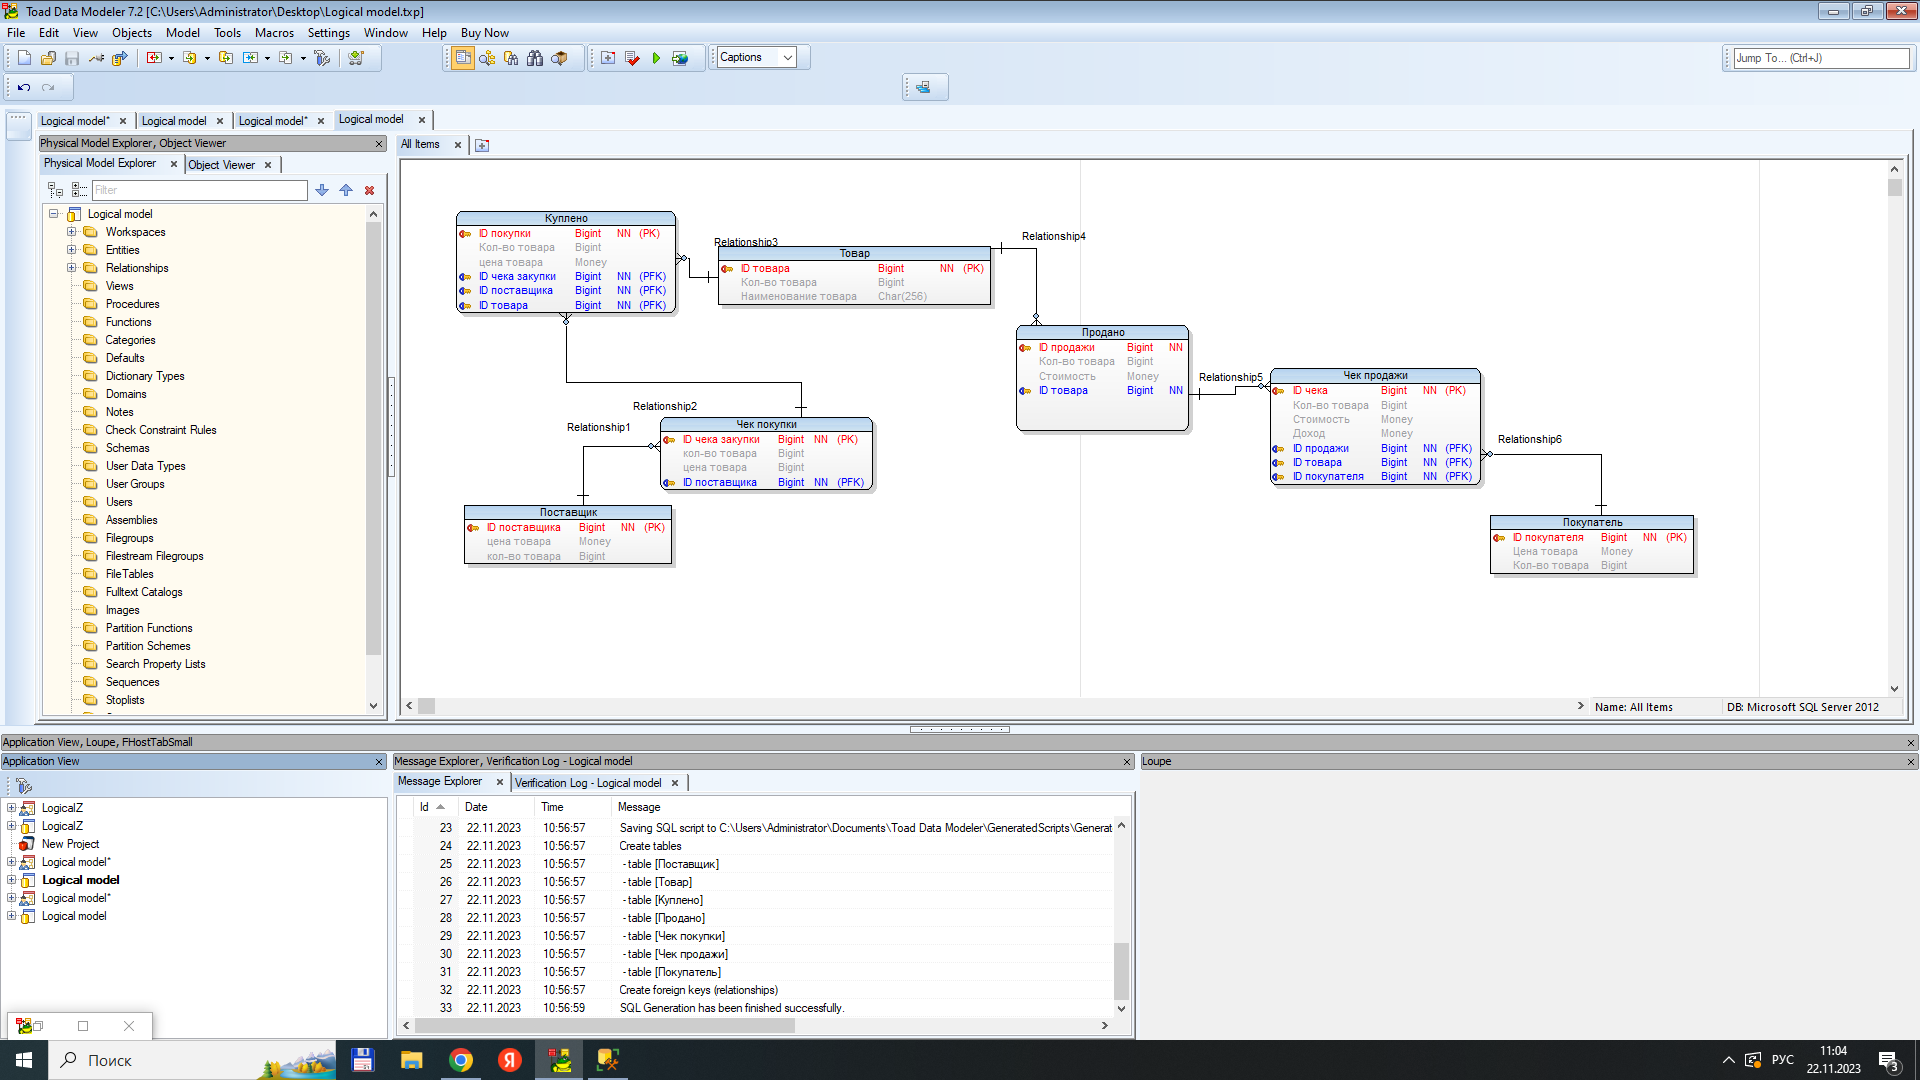 Toad Data Modeler 7.2 [C:\Users\Administrator\Desktop\Logical model.txp]
File Edit View Objects Model Tools Macros Settings Window Help Buy Now
Captions
Jump To... (Ctrl+J)
Logical model* Logical model Logical model* Logical model
Physical Model Explorer, Object Viewer
Physical Model Explorer Object Viewer
Filter
Logical model
Workspaces
Entities
Relationships
Views
Procedures
Functions
Categories
Defaults
Dictionary Types
Domains
Notes
Check Constraint Rules
Schemas
User Data Types
User Groups
Users
Assemblies
Filegroups
Filestream Filegroups
FileTables
Fulltext Catalogs
Images
Partition Functions
Partition Schemes
Search Property Lists
Sequences
Stoplists
All Items
Куплено
ID покупки Bigint NN (PK)
Кол-во товара Bigint
цена товара Money
ID чека закупки Bigint NN (PFK)
ID поставщика Bigint NN (PFK)
ID товара Bigint NN (PFK)
Relationship3
Товар
ID товара Bigint NN (PK)
Кол-во товара Bigint
Наименование товара Char(256)
Relationship4
Продано
ID продажи Bigint NN
Кол-во товара Bigint
Стоимость Money
ID товара Bigint NN
Relationship5
Чек продажи
ID чека Bigint NN (PK)
Кол-во товара Bigint
Стоимость Money
Доход Money
ID продажи Bigint NN (PFK)
ID товара Bigint NN (PFK)
ID покупателя Bigint NN (PFK)
Relationship6
Покупатель
ID покупателя Bigint NN (PK)
Цена товара Money
Кол-во товара Bigint
Relationship2
Relationship1
Чек покупки
ID чека закупки Bigint NN (PK)
кол-во товара Bigint
цена товара Bigint
ID поставщика Bigint NN (PFK)
Поставщик
ID поставщика Bigint NN (PK)
цена товара Money
кол-во товара Bigint
Name: All Items DB: Microsoft SQL Server 2012
Application View, Loupe, FHostTabSmall
Application View
LogicalZ
LogicalZ
New Project
Logical model*
Logical model
Logical model*
Logical model
Message Explorer, Verification Log - Logical model
Message Explorer Verification Log - Logical model
Id Date Time Message
23 22.11.2023 10:56:57 Saving SQL script to C:\Users\Administrator\Documents\Toad Data Modeler\GeneratedScripts\Generat
24 22.11.2023 10:56:57 Create tables
25 22.11.2023 10:56:57 -table [Поставщик]
26 22.11.2023 10:56:57 -table [Товар]
27 22.11.2023 10:56:57 -table [Куплено]
28 22.11.2023 10:56:57 -table [Продано]
29 22.11.2023 10:56:57 -table [Чек покупки]
30 22.11.2023 10:56:57 -table [Чек продажи]
31 22.11.2023 10:56:57 -table [Покупатель]
32 22.11.2023 10:56:57 Create foreign keys (relationships)
33 22.11.2023 10:56:59 SQL Generation has been finished successfully.
Loupe
Поиск
Я
РУС
11:04
22.11.2023
3